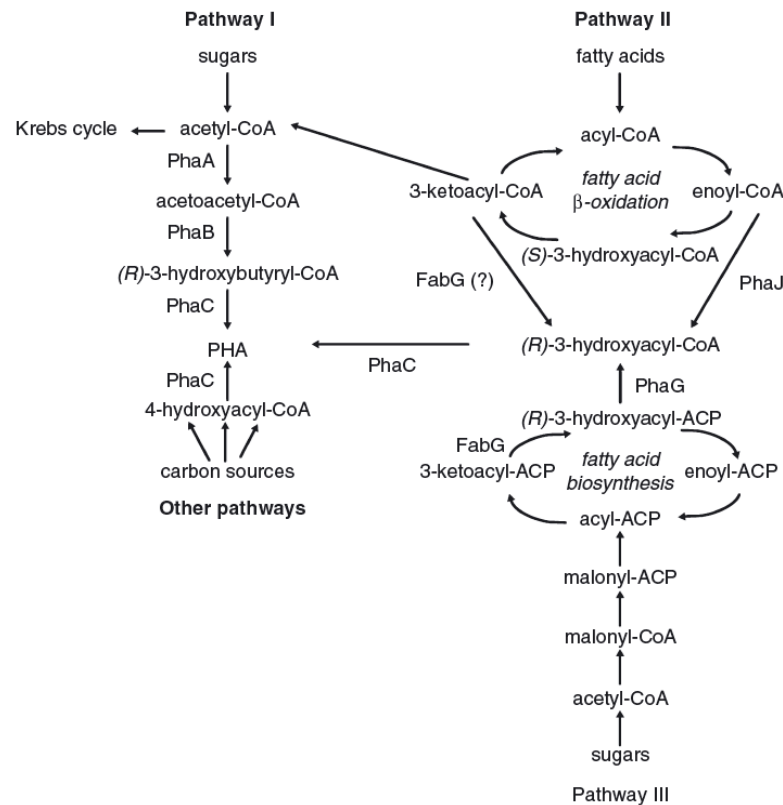 Pathway I
sugars
Krebs cycle
acetyl-CoA
PhaA
acetoacetyl-CoA
PhaB
(R)-3-hydroxybutyryl-CoA
PhaC
PHA
PhaC
4-hydroxyacyl-CoA
carbon sources
Other pathways
Pathway II
fatty acids
acyl-CoA
3-ketoacyl-CoA
fatty acid
β-oxidation
enoyl-CoA
(S)-3-hydroxyacyl-CoA
FabG (?)
PhaJ
(R)-3-hydroxyacyl-CoA
PhaC
PhaG
(R)-3-hydroxyacyl-ACP
FabG
3-ketoacyl-ACP
fatty acid
biosynthesis
enoyl-ACP
acyl-ACP
malonyl-ACP
malonyl-CoA
acetyl-CoA
sugars
Pathway III